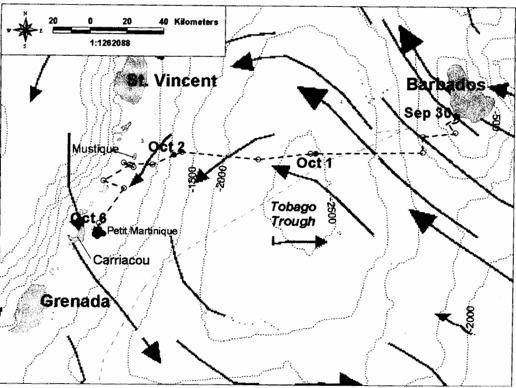 20 0 20 40 Kilometers
N
W E
S
1:1262088
St. Vincent
Barbados
Sep 30
-500
Mustique
Oct 2
Oct 1
-1500
-2000
-2500
Tobago
Trough
Oct 6
Petit Martinique
Carriacou
Grenada
-2000